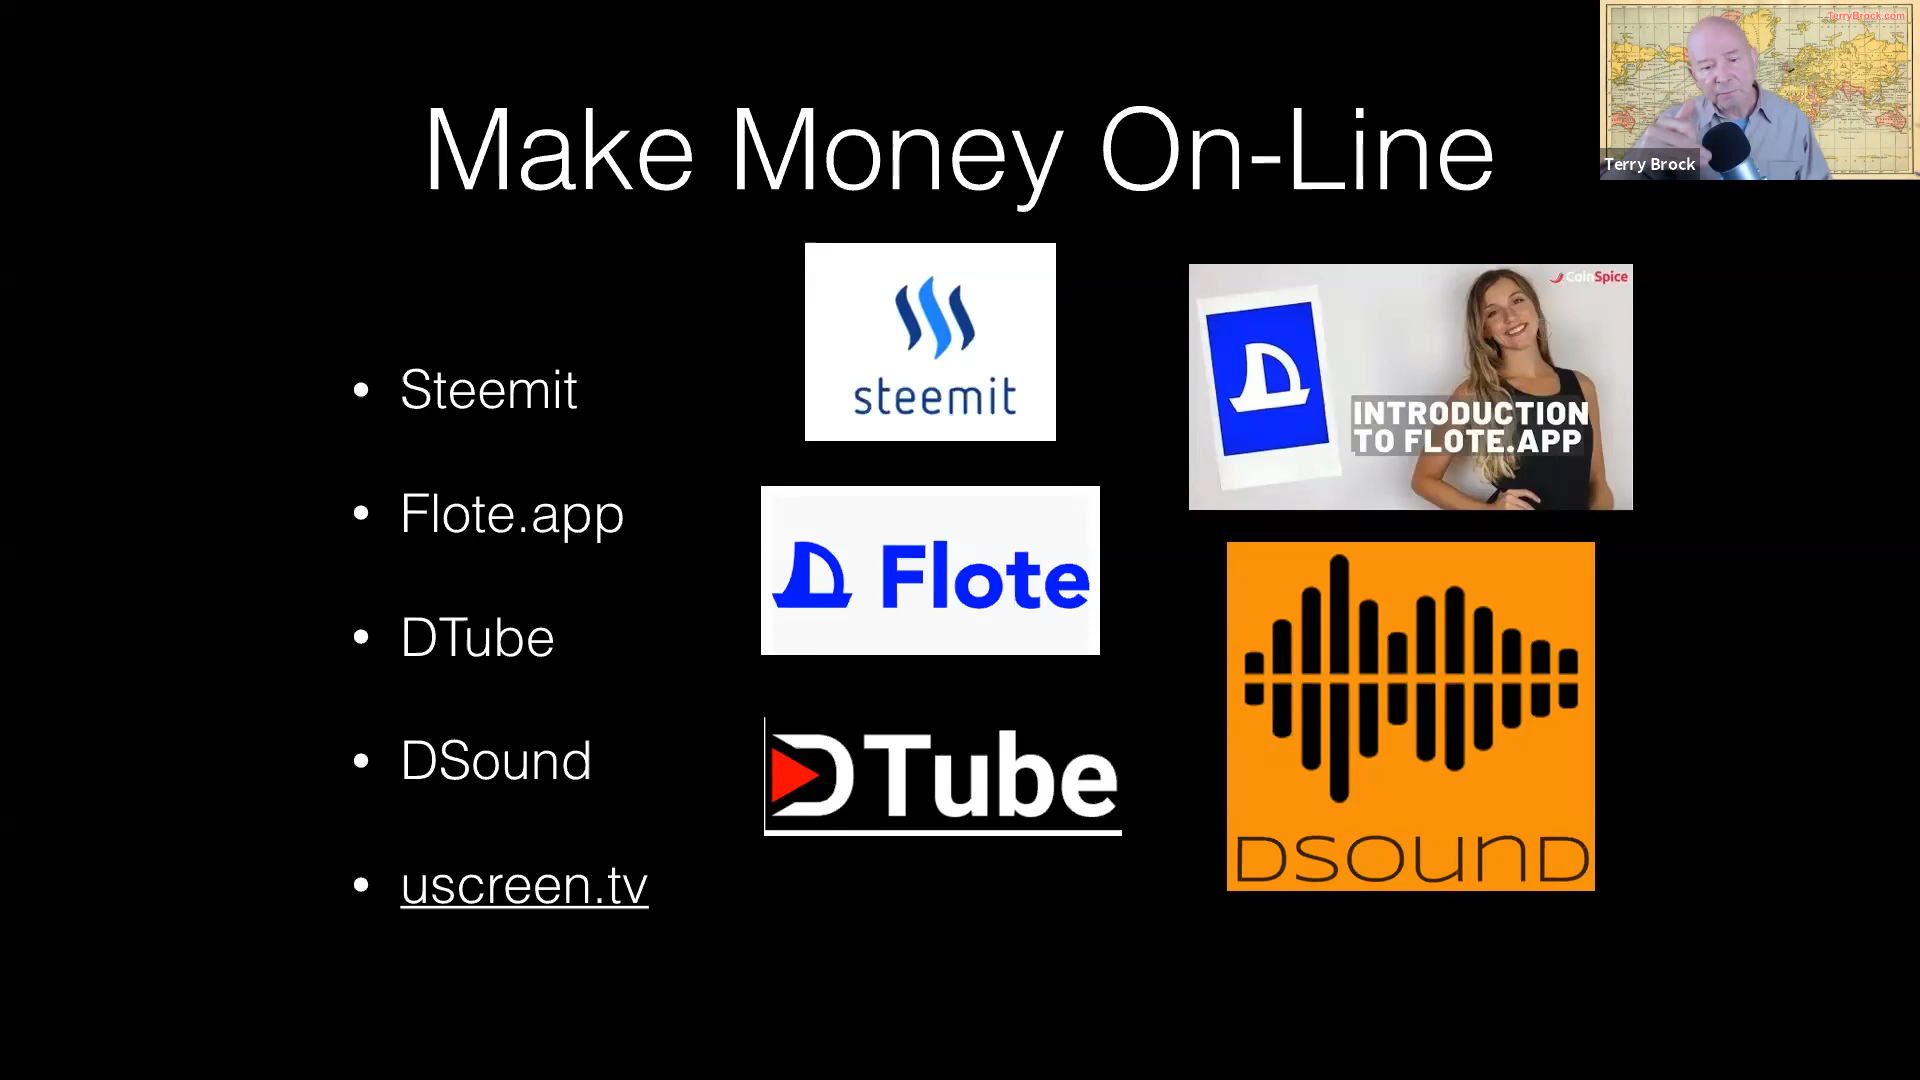 Make Money On-Line
TerryBrock.com
Terry Brock
• Steemit
• Flote.app
• DTube
• DSound
• uscreen.tv
steemit
Flote
DTube
CoinSpice
INTRODUCTION
TO FLOTE.APP
DSOUND